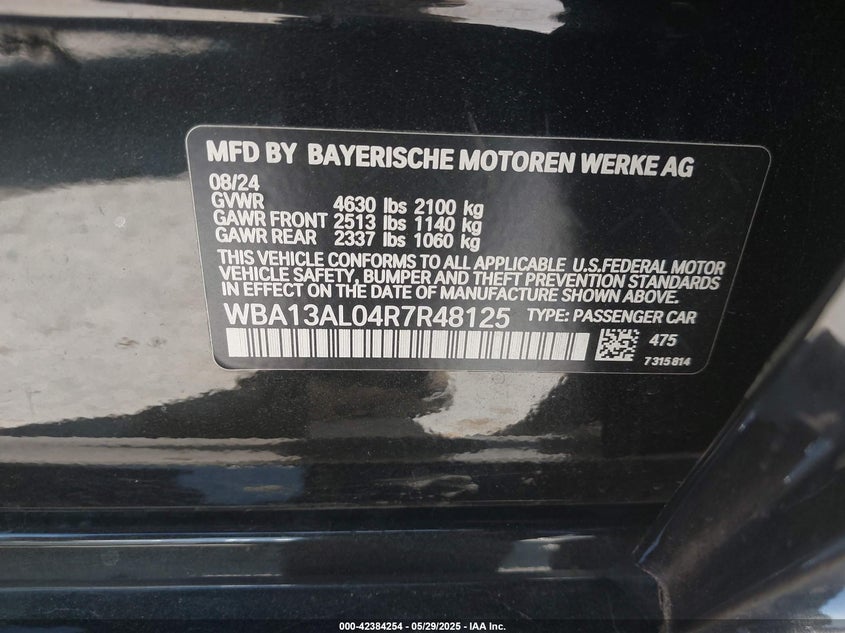 MFD BY BAYERISCHE MOTOREN WERKE AG
08/24
GVWR 4630 lbs 2100 kg
GAWR FRONT 2513 lbs 1140 kg
GAWR REAR 2337 lbs 1060 kg
THIS VEHICLE CONFORMS TO ALL APPLICABLE U.S.FEDERAL MOTOR
VEHICLE SAFETY, BUMPER AND THEFT PREVENTION STANDARDS
IN EFFECT ON THE DATE OF MANUFACTURE SHOWN ABOVE.
WBA13AL04R7R48125 TYPE: PASSENGER CAR
475
7315814
000-42384254 - 05/29/2025 - IAA Inc.